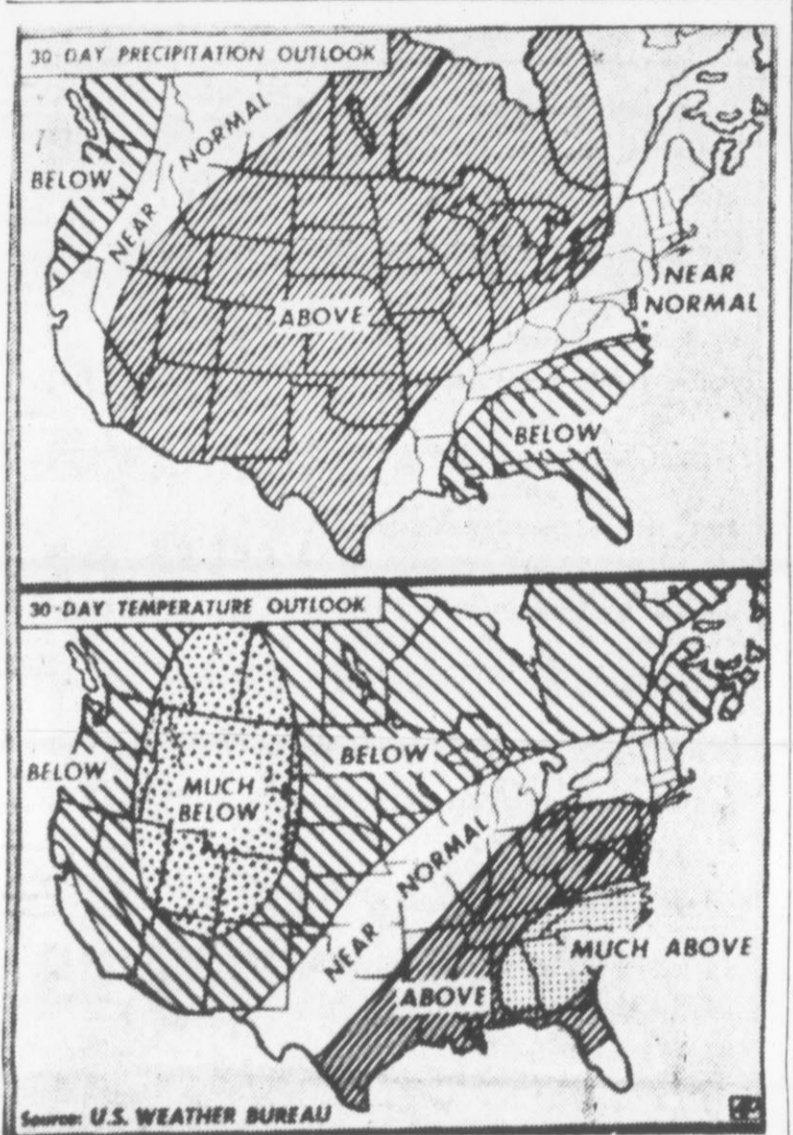 30-DAY PRECIPITATION OUTLOOK
BELOW
NEAR
NORMAL
ABOVE
NEAR
NORMAL
BELOW
30-DAY TEMPERATURE OUTLOOK
BELOW
MUCH
BELOW
BELOW
NEAR
NORMAL
ABOVE
MUCH ABOVE
Source: U.S. WEATHER BUREAU